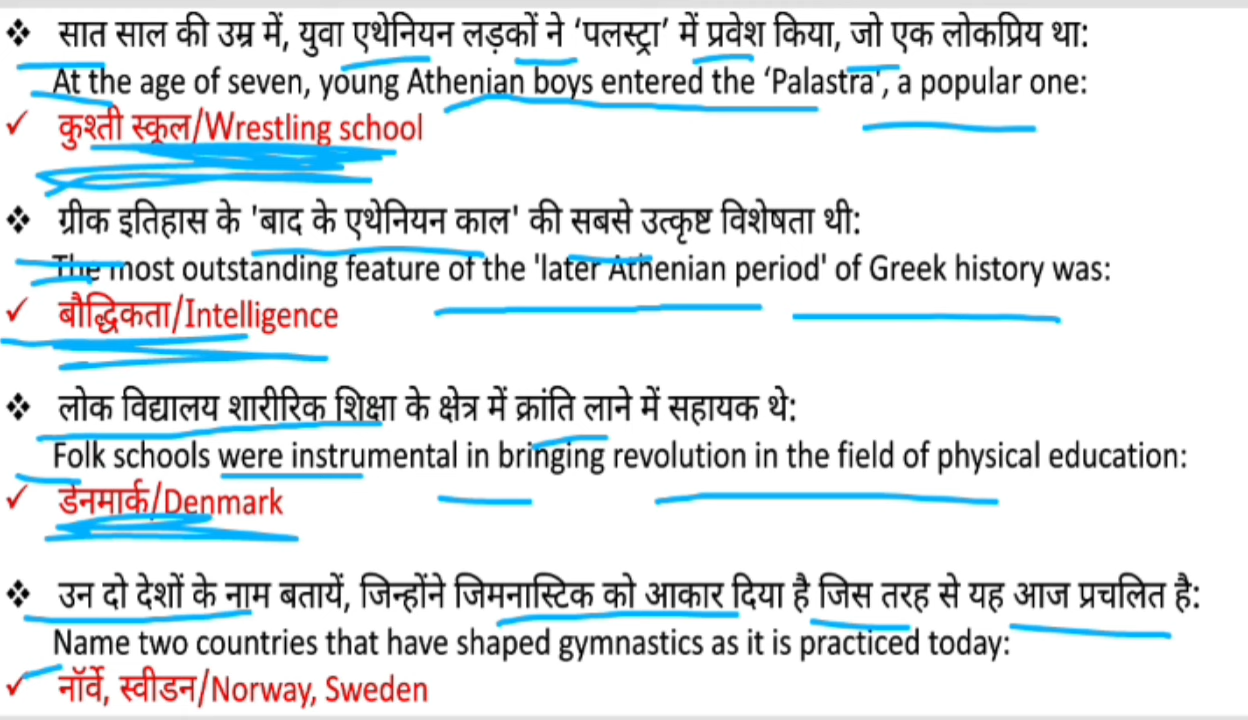 ❖ सात साल की उम्र में, युवा एथेनियन लड़कों ने ‘पलस्ट्रा’ में प्रवेश किया, जो एक लोकप्रिय था:
At the age of seven, young Athenian boys entered the ‘Palastra’, a popular one:
✓ कुश्ती स्कूल/Wrestling school
❖ ग्रीक इतिहास के 'बाद के एथेनियन काल' की सबसे उत्कृष्ट विशेषता थी:
The most outstanding feature of the 'later Athenian period' of Greek history was:
✓ बौद्धिकता/Intelligence
❖ लोक विद्यालय शारीरिक शिक्षा के क्षेत्र में क्रांति लाने में सहायक थे:
Folk schools were instrumental in bringing revolution in the field of physical education:
✓ डेनमार्क/Denmark
❖ उन दो देशों के नाम बतायें, जिन्होंने जिमनास्टिक को आकार दिया है जिस तरह से यह आज प्रचलित है:
Name two countries that have shaped gymnastics as it is practiced today:
✓ नॉर्वे, स्वीडन/Norway, Sweden